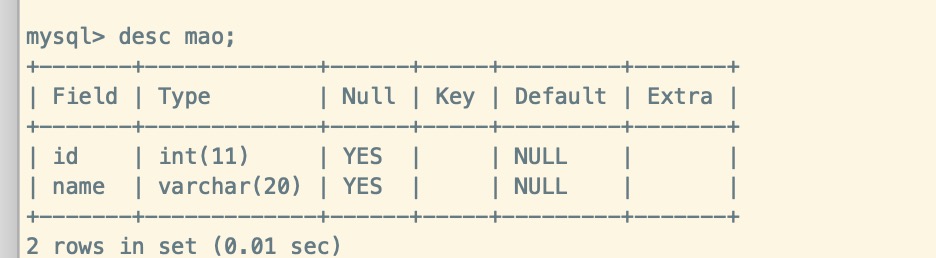 mysql> desc mao;
+-------+-------------+------+-----+---------+-------+
| Field | Type        | Null | Key | Default | Extra |
+-------+-------------+------+-----+---------+-------+
| id    | int(11)     | YES  |     | NULL    |       |
| name  | varchar(20) | YES  |     | NULL    |       |
+-------+-------------+------+-----+---------+-------+
2 rows in set (0.01 sec)